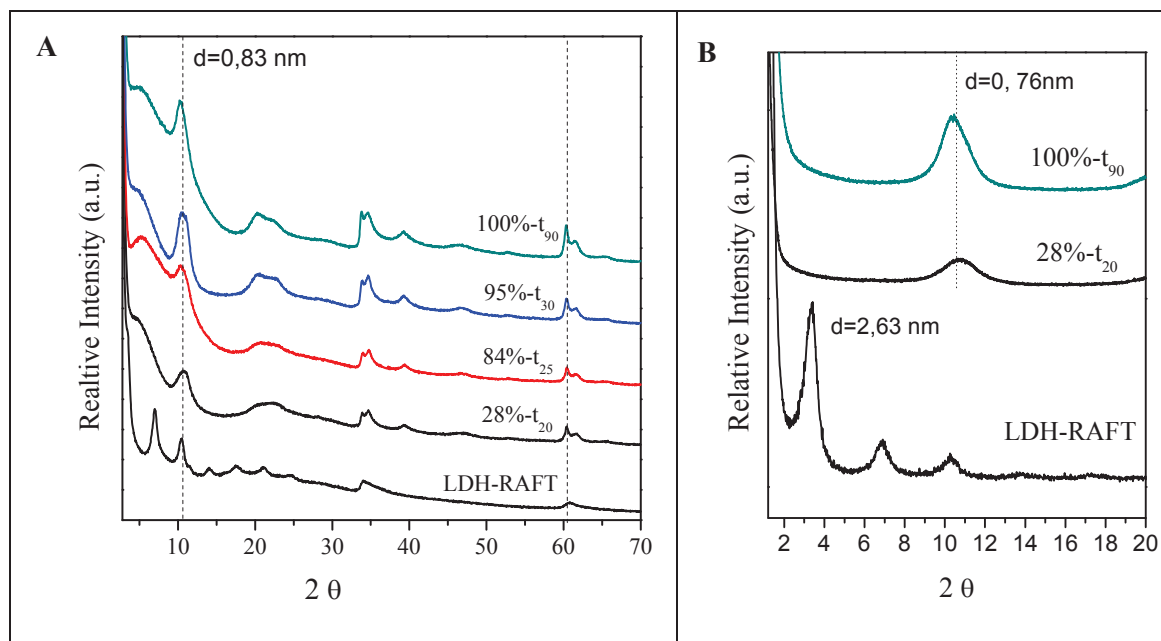 A
d=0,83 nm
100%-t90
95%-t30
84%-t25
28%-t20
LDH-RAFT
Realtive Intensity (a.u.)
10 20 30 40 50 60 70
2 θ
B
d=0, 76nm
100%-t90
28%-t20
d=2,63 nm
LDH-RAFT
Relative Intensity (a.u.)
2 4 6 8 10 12 14 16 18 20
2 θ